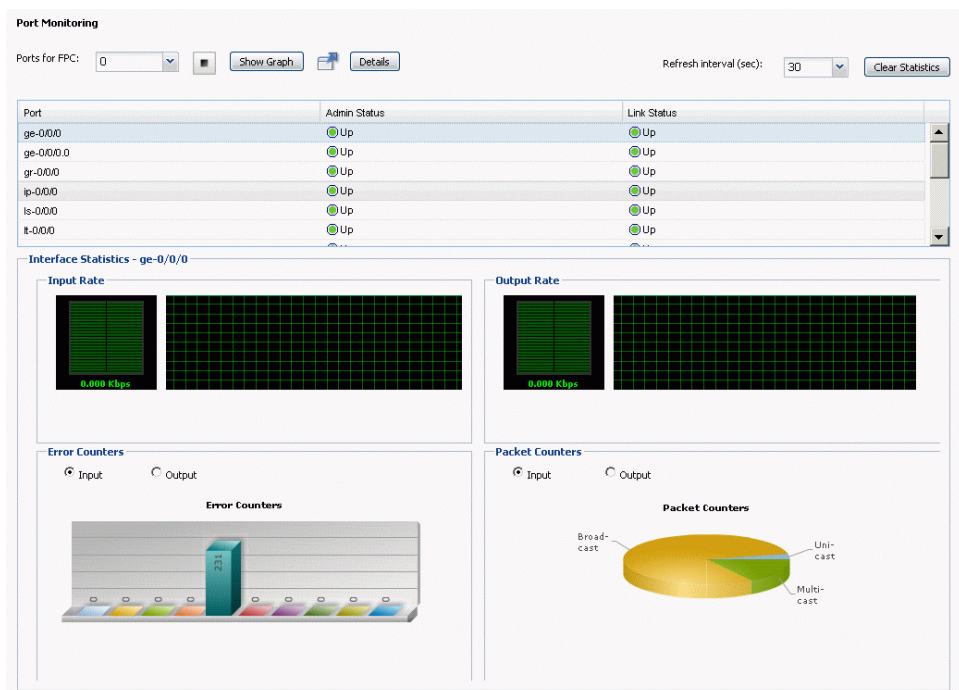 Port Monitoring
Ports for FPC: 0 Show Graph Details Refresh interval (sec): 30 Clear Statistics
Port Admin Status Link Status
ge-0/0/0 Up Up
ge-0/0/0.0 Up Up
gr-0/0/0 Up Up
ip-0/0/0 Up Up
ls-0/0/0 Up Up
lt-0/0/0 Up Up
Interface Statistics - ge-0/0/0
Input Rate
0.000 Kbps
Output Rate
0.000 Kbps
Error Counters
Input Output
Error Counters
0 0 0 0 231 0 0 0 0 0
Packet Counters
Input Output
Packet Counters
Broad-
cast
Uni-
cast
Multi-
cast